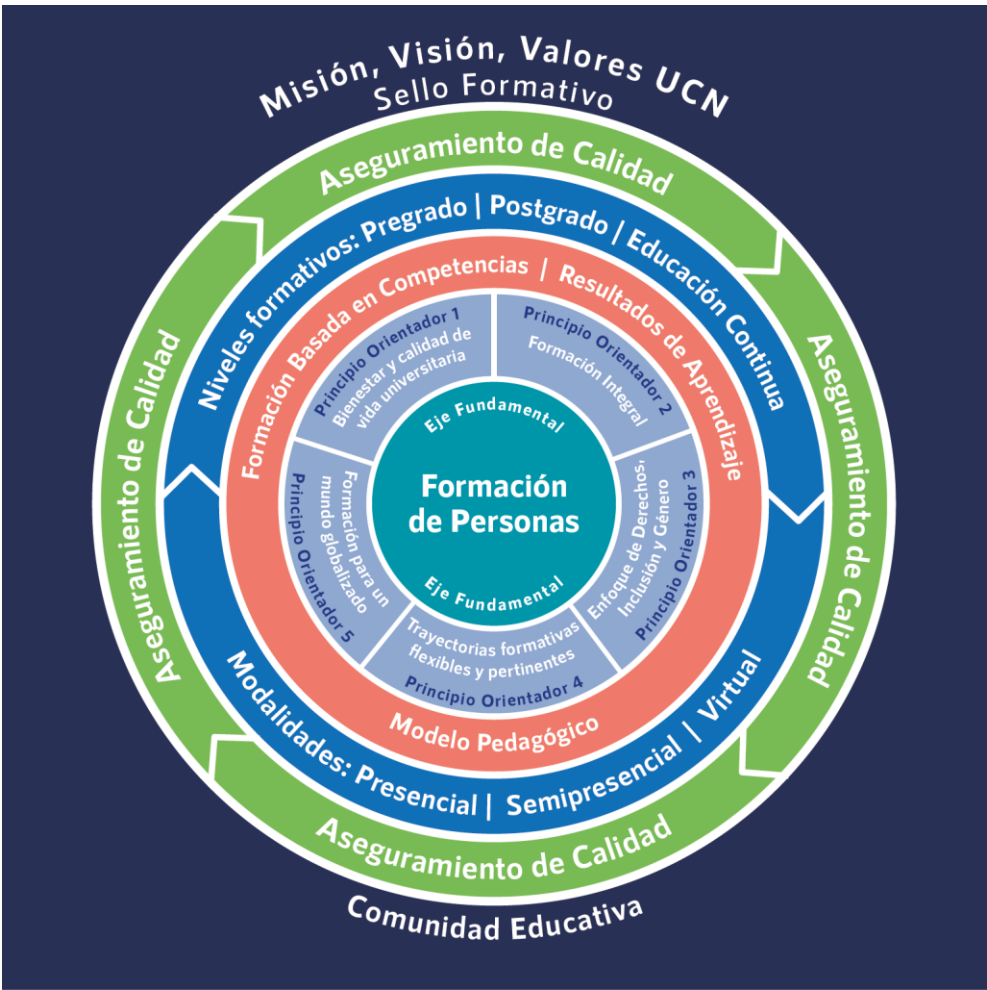 Misión, Visión, Valores UCN
Sello Formativo
Aseguramiento de Calidad
Aseguramiento de Calidad
Aseguramiento de Calidad
Aseguramiento de Calidad
Niveles formativos: Pregrado | Postgrado | Educación Continua
Modalidades: Presencial | Semipresencial | Virtual
Formación Basada en Competencias | Resultados de Aprendizaje
Modelo Pedagógico
Principio Orientador 1
Bienestar y calidad de
vida universitaria
Principio Orientador 2
Formación Integral
Enfoque de Derechos,
Inclusión y Género
Principio Orientador 3
Trayectorias formativas
flexibles y pertinentes
Principio Orientador 4
Formación para un
mundo globalizado
Principio Orientador 5
Eje Fundamental
Formación
de Personas
Eje Fundamental
Comunidad Educativa